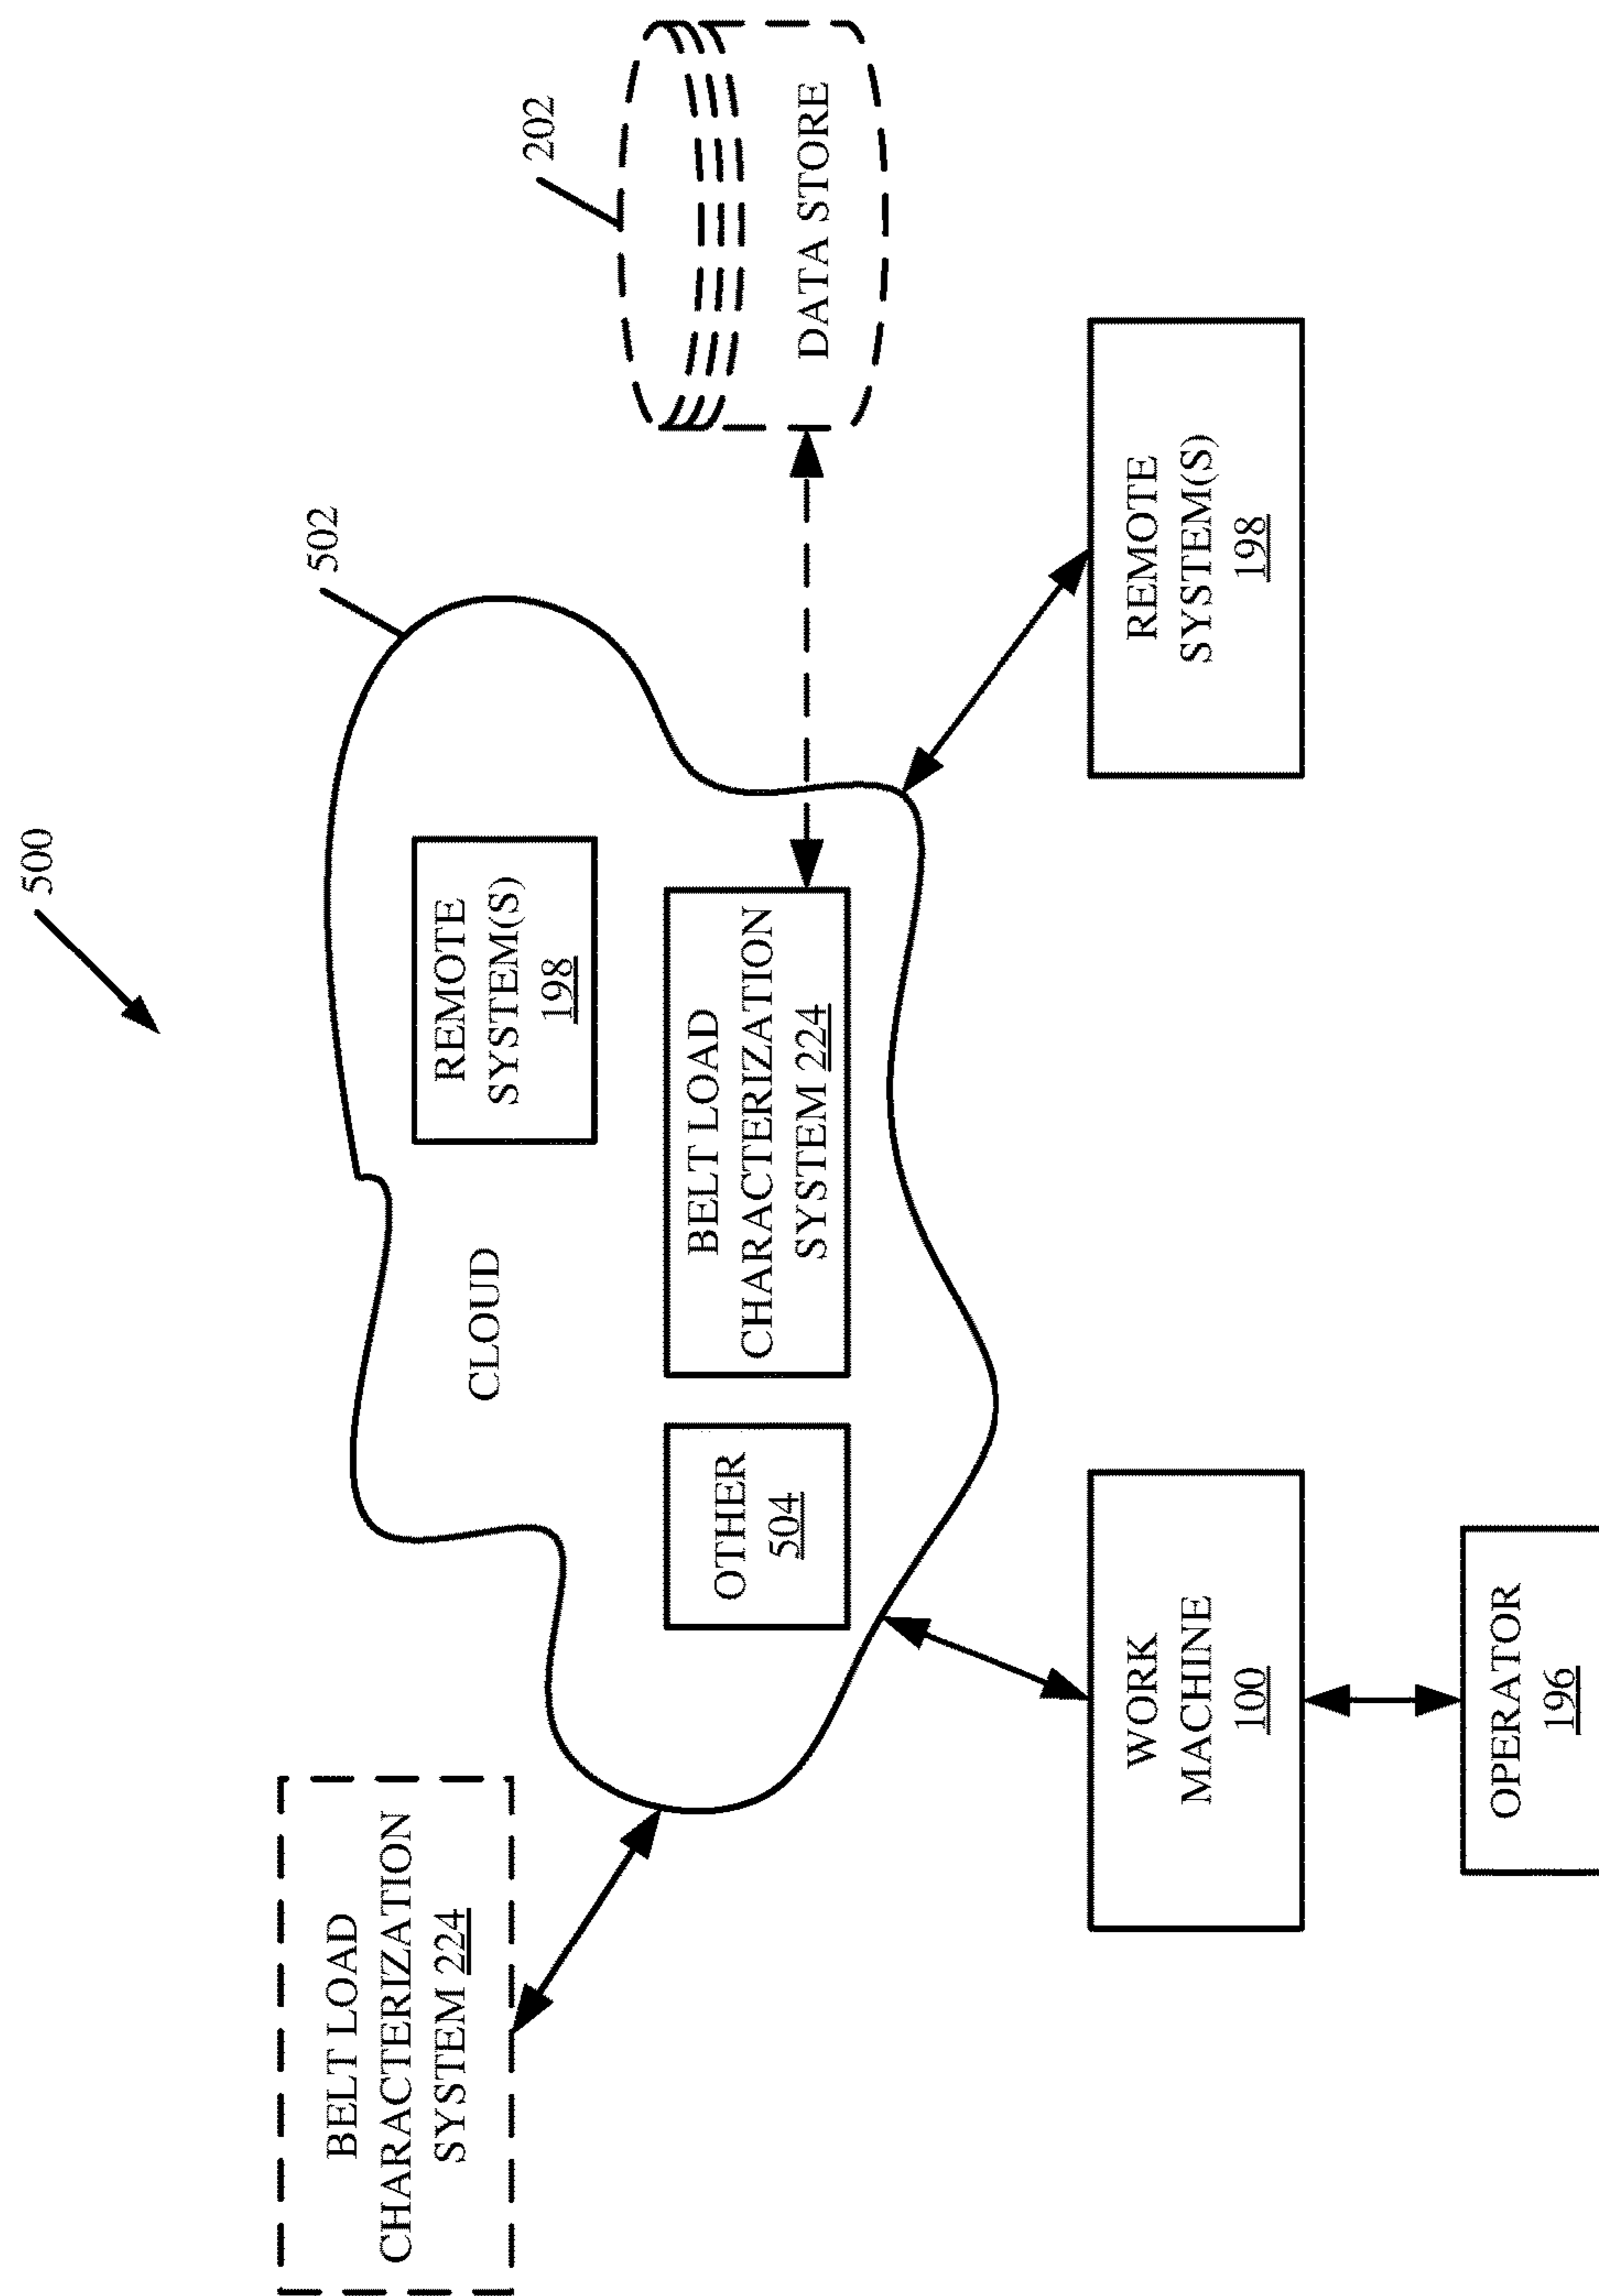 500
502
202
BELT LOAD
CHARACTERIZATION
SYSTEM 224
CLOUD
REMOTE
SYSTEM(S)
198
OTHER
504
BELT LOAD
CHARACTERIZATION
SYSTEM 224
DATA STORE
WORK
MACHINE
100
REMOTE
SYSTEM(S)
198
OPERATOR
196